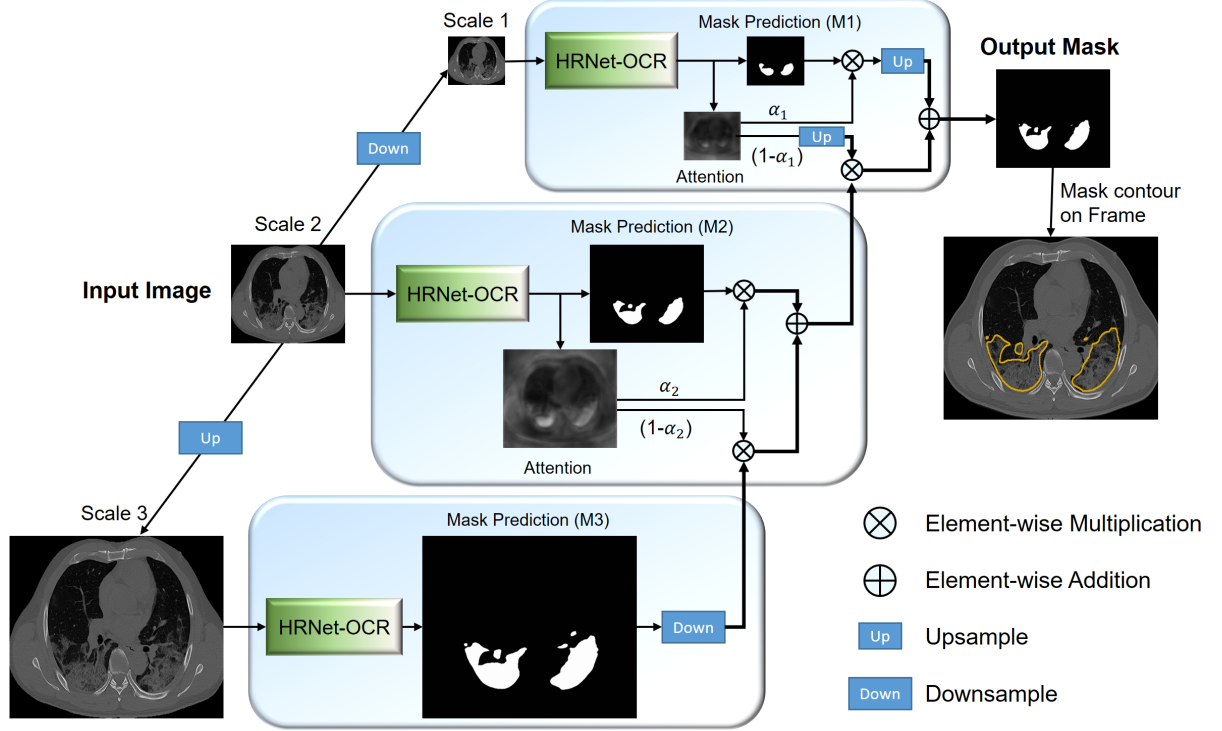 Scale 1
Mask Prediction (M1)
HRNet-OCR
Up
Output Mask
α₁
Up
(1-α₁)
Attention
Down
Mask contour
on Frame
Scale 2
Mask Prediction (M2)
Input Image
HRNet-OCR
α₂
(1-α₂)
Attention
Up
Scale 3
Mask Prediction (M3)
HRNet-OCR
Down
Element-wise Multiplication
Element-wise Addition
Up
Upsample
Down
Downsample